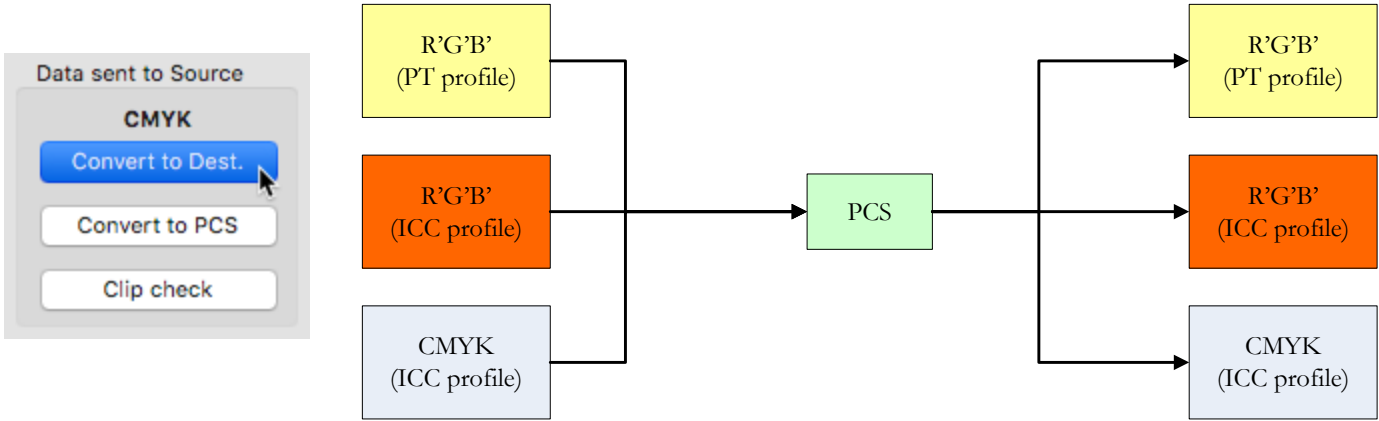 Data sent to Source
CMYK
Convert to Dest.
Convert to PCS
Clip check
R’G’B’
(PT profile)
R’G’B’
(ICC profile)
CMYK
(ICC profile)
PCS
R’G’B’
(PT profile)
R’G’B’
(ICC profile)
CMYK
(ICC profile)